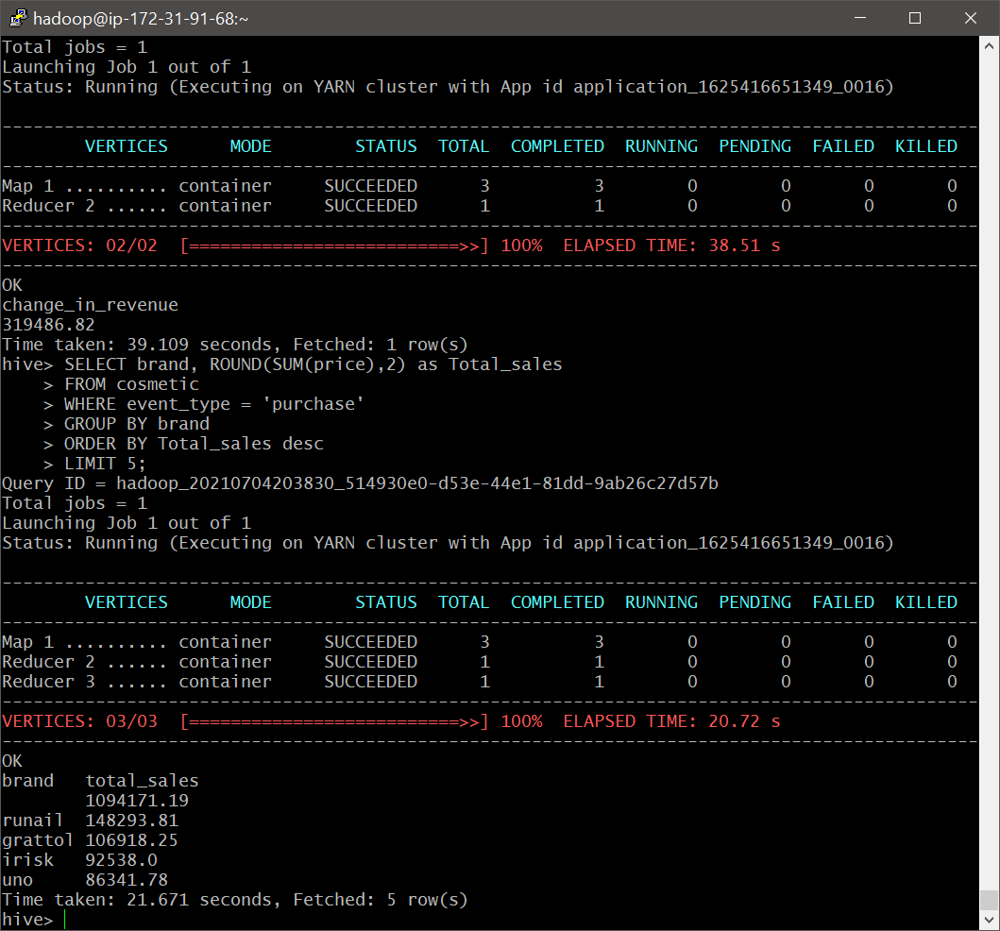 hadoop@ip-172-31-91-68:~
Total jobs = 1
Launching Job 1 out of 1
Status: Running (Executing on YARN cluster with App id application_1625416651349_0016)
----------------------------------------------------------------------------------------------
        VERTICES      MODE        STATUS  TOTAL  COMPLETED  RUNNING  PENDING  FAILED  KILLED
----------------------------------------------------------------------------------------------
Map 1 .......... container     SUCCEEDED      3          3        0        0       0       0
Reducer 2 ...... container     SUCCEEDED      1          1        0        0       0       0
----------------------------------------------------------------------------------------------
VERTICES: 02/02  [==========================>>] 100%  ELAPSED TIME: 38.51 s
----------------------------------------------------------------------------------------------
OK
change_in_revenue
319486.82
Time taken: 39.109 seconds, Fetched: 1 row(s)
hive> SELECT brand, ROUND(SUM(price),2) as Total_sales
    > FROM cosmetic
    > WHERE event_type = 'purchase'
    > GROUP BY brand
    > ORDER BY Total_sales desc
    > LIMIT 5;
Query ID = hadoop_20210704203830_514930e0-d53e-44e1-81dd-9ab26c27d57b
Total jobs = 1
Launching Job 1 out of 1
Status: Running (Executing on YARN cluster with App id application_1625416651349_0016)
----------------------------------------------------------------------------------------------
        VERTICES      MODE        STATUS  TOTAL  COMPLETED  RUNNING  PENDING  FAILED  KILLED
----------------------------------------------------------------------------------------------
Map 1 .......... container     SUCCEEDED      3          3        0        0       0       0
Reducer 2 ...... container     SUCCEEDED      1          1        0        0       0       0
Reducer 3 ...... container     SUCCEEDED      1          1        0        0       0       0
----------------------------------------------------------------------------------------------
VERTICES: 03/03  [==========================>>] 100%  ELAPSED TIME: 20.72 s
----------------------------------------------------------------------------------------------
OK
brand   total_sales
        1094171.19
runail  148293.81
grattol 106918.25
irisk   92538.0
uno     86341.78
Time taken: 21.671 seconds, Fetched: 5 row(s)
hive>